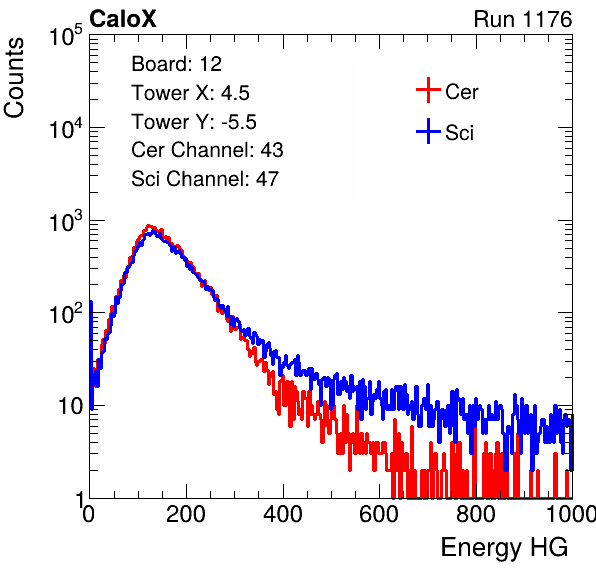 CaloX Run 1176
Counts
10^5
10^4
10^3
10^2
10
1
Board: 12
Tower X: 4.5
Tower Y: -5.5
Cer Channel: 43
Sci Channel: 47
Cer
Sci
0 200 400 600 800 1000
Energy HG